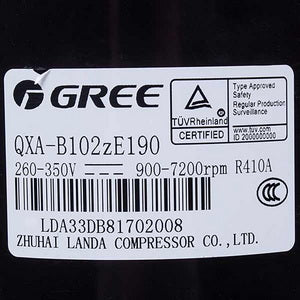 GREE
TÜVRheinland
CERTIFIED
Type Approved
Safety
Regular Production
Surveillance
www.tuv.com
ID 2000000000
QXA-B102zE190
260-350V 900-7200rpm R410A
CCC
LDA33DB81702008
ZHUHAI LANDA COMPRESSOR CO.,LTD.